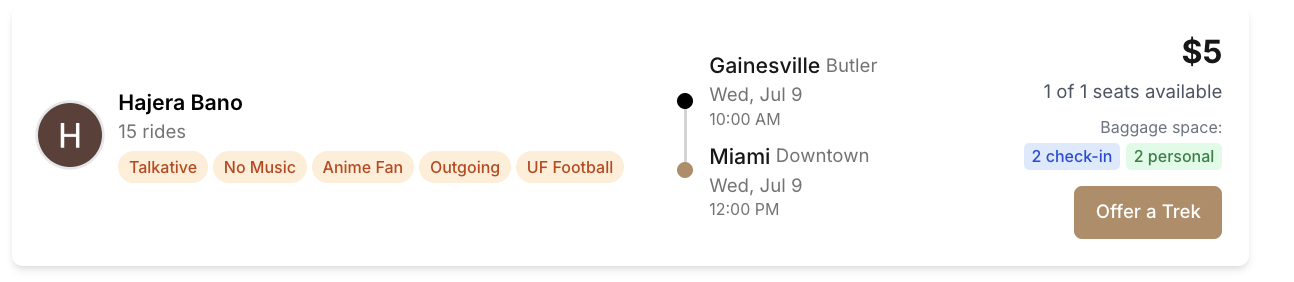 H
Hajera Bano
15 rides
Talkative No Music Anime Fan Outgoing UF Football
Gainesville Butler
Wed, Jul 9
10:00 AM
Miami Downtown
Wed, Jul 9
12:00 PM
$5
1 of 1 seats available
Baggage space:
2 check-in 2 personal
Offer a Trek